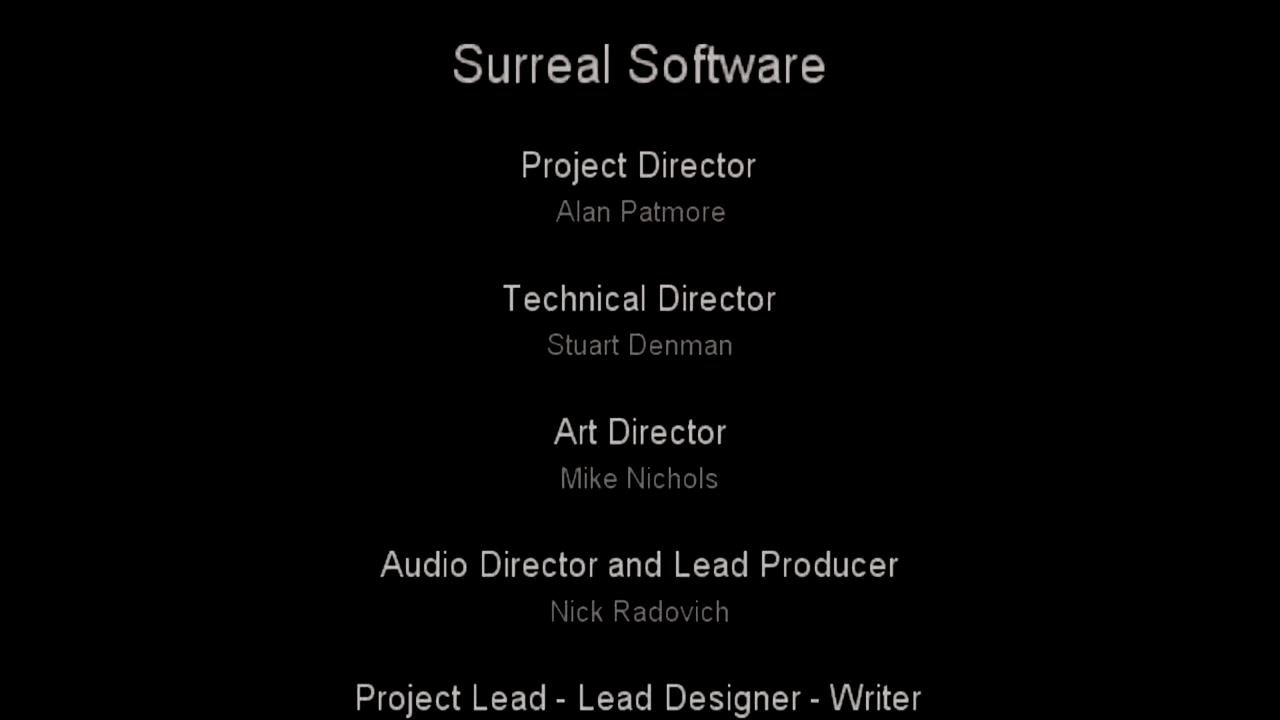 Surreal Software
Project Director
Alan Patmore
Technical Director
Stuart Denman
Art Director
Mike Nichols
Audio Director and Lead Producer
Nick Radovich
Project Lead - Lead Designer - Writer